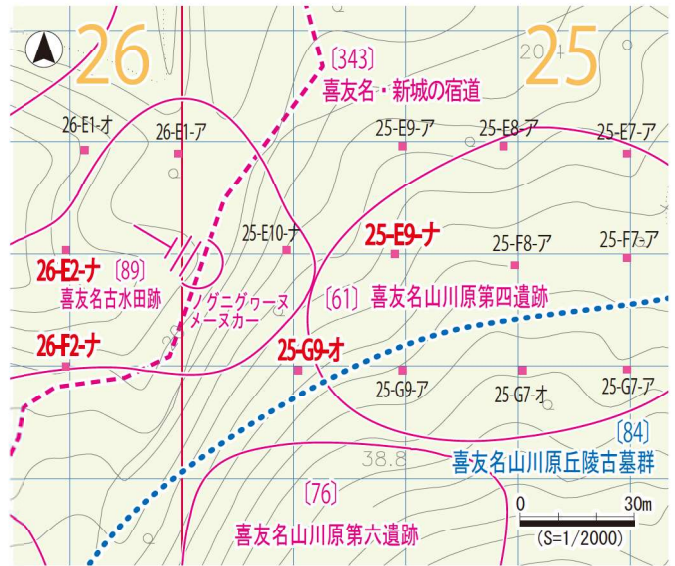 26
25
20.4
〔343〕
喜友名・新城の宿道
26-E1-オ
26-E1-ア
25-E9-ア
25-E8-ア
25-E7-ア
25-E10-ナ
25-E9-ナ
25-F8-ア
25-F7-ア
26-E2-ナ
〔89〕
喜友名古水田跡
ノグニグヮーヌ
メーヌカー
〔61〕喜友名山川原第四遺跡
26-F2-ナ
25-G9-オ
25-G9-ア
25-G7-オ
25-G7-ア
〔84〕
喜友名山川原丘陵古墓群
38.8
〔76〕
喜友名山川原第六遺跡
0 30m
(S=1/2000)